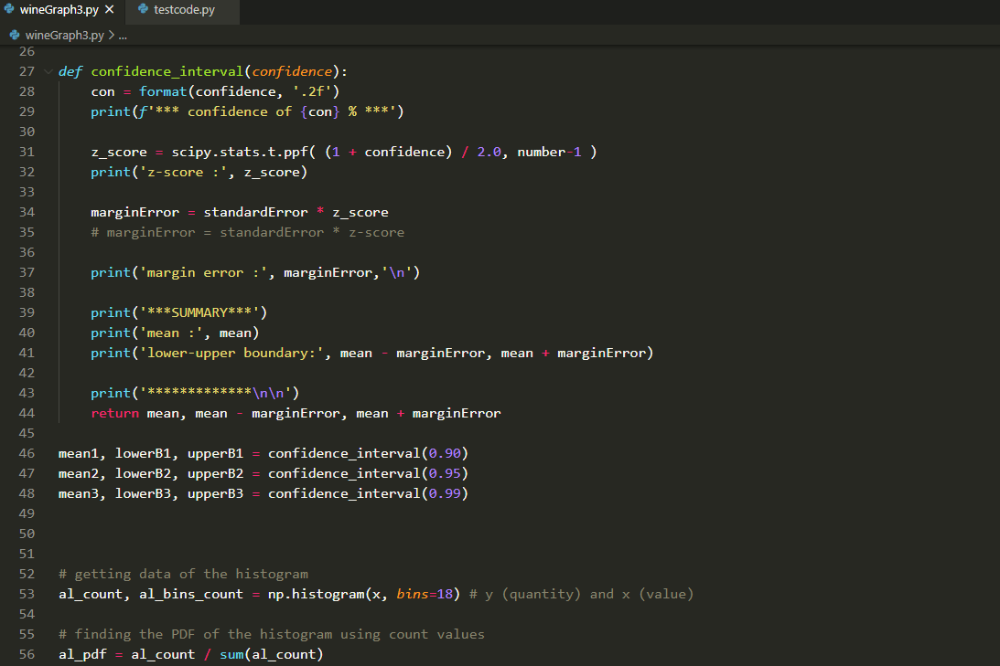 wineGraph3.py
testcode.py
wineGraph3.py > ...
26
27 def confidence_interval(confidence):
28 con = format(confidence, '.2f')
29 print(f'*** confidence of {con} % ***')
30
31 z_score = scipy.stats.t.ppf( (1 + confidence) / 2.0, number-1 )
32 print('z-score :', z_score)
33
34 marginError = standardError * z_score
35 # marginError = standardError * z-score
36
37 print('margin error :', marginError,'\n')
38
39 print('***SUMMARY***')
40 print('mean :', mean)
41 print('lower-upper boundary:', mean - marginError, mean + marginError)
42
43 print('*************\n\n')
44 return mean, mean - marginError, mean + marginError
45
46 mean1, lowerB1, upperB1 = confidence_interval(0.90)
47 mean2, lowerB2, upperB2 = confidence_interval(0.95)
48 mean3, lowerB3, upperB3 = confidence_interval(0.99)
49
50
51
52 # getting data of the histogram
53 al_count, al_bins_count = np.histogram(x, bins=18) # y (quantity) and x (value)
54
55 # finding the PDF of the histogram using count values
56 al_pdf = al_count / sum(al_count)